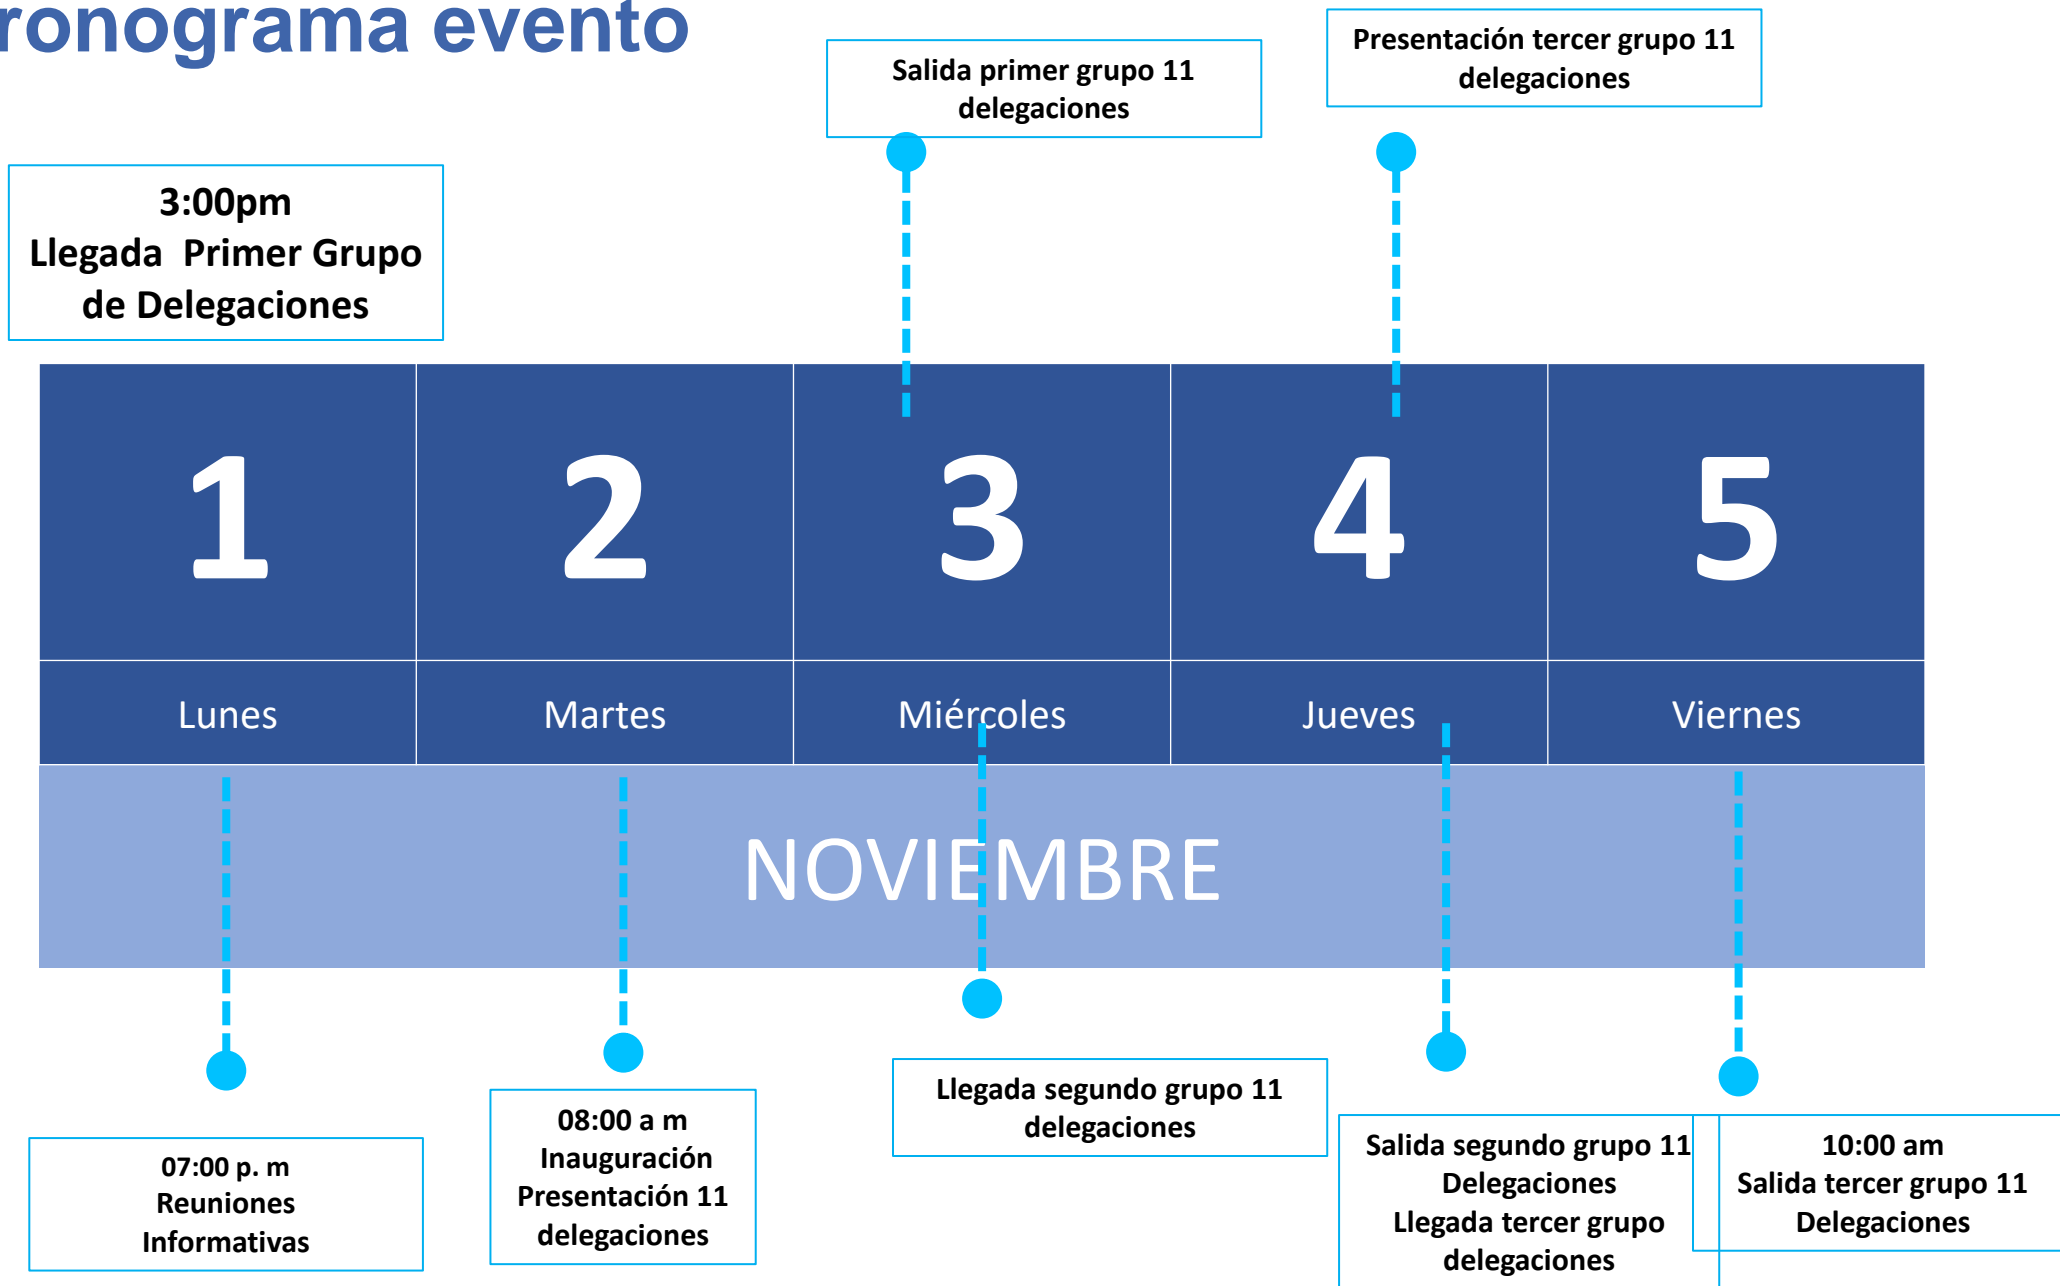 ronograma evento
Salida primer grupo 11
delegaciones
Presentación tercer grupo 11
delegaciones
3:00pm
Llegada Primer Grupo
de Delegaciones
1
2
3
4
5
Lunes
Martes
Miércoles
Jueves
Viernes
NOVIEMBRE
07:00 p. m
Reuniones
Informativas
08:00 a m
Inauguración
Presentación 11
delegaciones
Llegada segundo grupo 11
delegaciones
Salida segundo grupo 11
Delegaciones
Llegada tercer grupo
delegaciones
10:00 am
Salida tercer grupo 11
Delegaciones